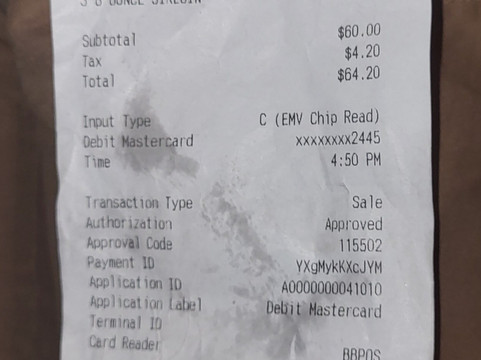 Subtotal $60.00
Tax $4.20
Total $64.20
Input Type C (EMV Chip Read)
Debit Mastercard xxxxxxxx2445
Time 4:50 PM
Transaction Type Sale
Authorization Approved
Approval Code 115502
Payment ID YXgMykKXcJYM
Application ID A0000000041010
Application Label Debit Mastercard
Terminal ID
Card Reader BBPOS